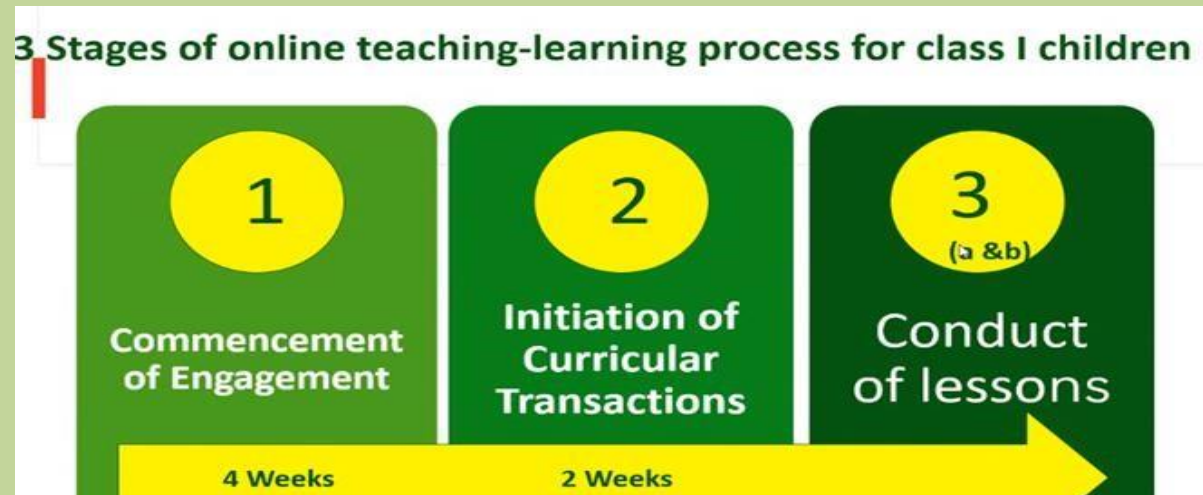 3 Stages of online teaching-learning process for class I children
1
Commencement
of Engagement
2
Initiation of
Curricular
Transactions
3
(a &b)
Conduct
of lessons
4 Weeks
2 Weeks